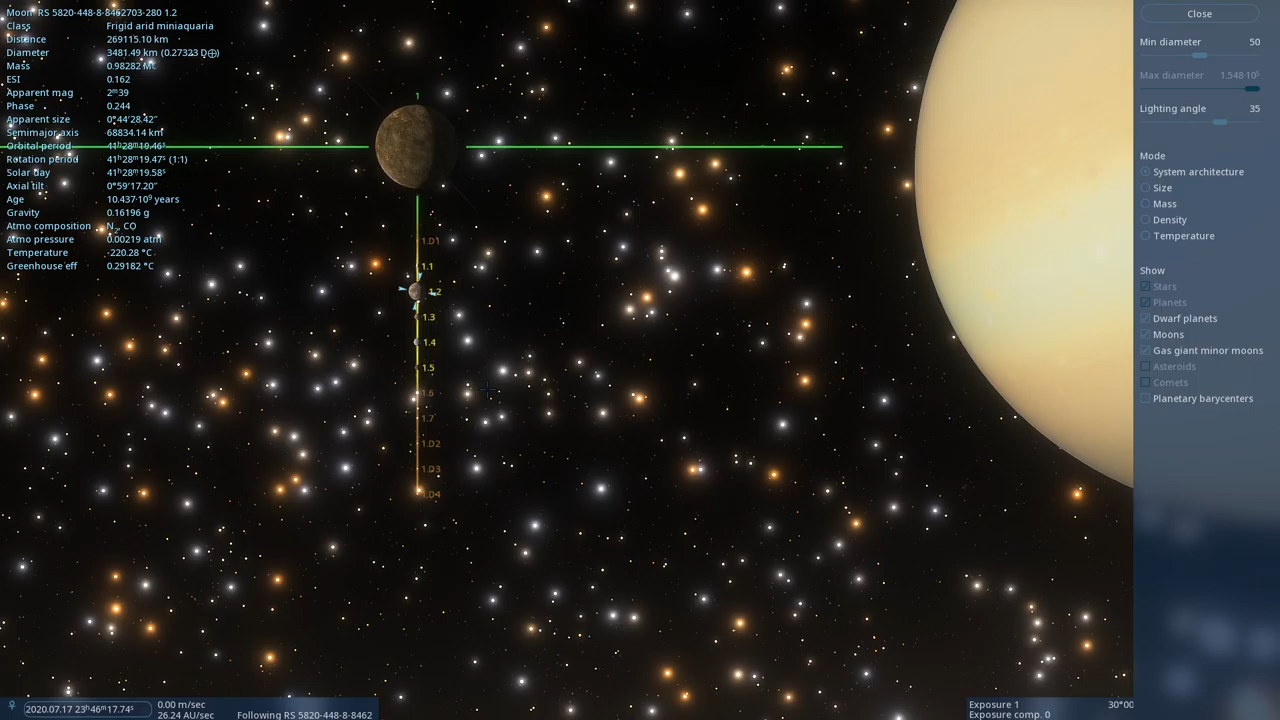 Moon RS 5820-448-8-8462703-280 1.2
Class Frigid arid miniaquaria
Distance 269115.10 km
Diameter 3481.49 km (0.27323 D⊕)
Mass 0.98282 M☾
ESI 0.162
Apparent mag 2ᵐ39
Phase 0.244
Apparent size 0°44'28.42"
Semimajor axis 68834.14 km
Orbital period 41ʰ28ᵐ19.46ˢ
Rotation period 41ʰ28ᵐ19.47ˢ (1:1)
Solar day 41ʰ28ᵐ19.58ˢ
Axial tilt 0°59'17.20"
Age 10.437·10⁹ years
Gravity 0.16196 g
Atmo composition N₂, CO
Atmo pressure 0.00219 atm
Temperature -220.28 °C
Greenhouse eff 0.29182 °C
1
1.D1
1.1
1.2
1.3
1.4
1.5
1.6
1.7
1.D2
1.D3
1.D4
Close
Min diameter 50
Max diameter 1.548·10⁵
Lighting angle 35
Mode
System architecture
Size
Mass
Density
Temperature
Show
Stars
Planets
Dwarf planets
Moons
Gas giant minor moons
Asteroids
Comets
Planetary barycenters
2020.07.17 23ʰ46ᵐ17.74ˢ
0.00 m/sec
26.24 AU/sec
Following RS 5820-448-8-8462
Exposure 1
Exposure comp. 0
30°00